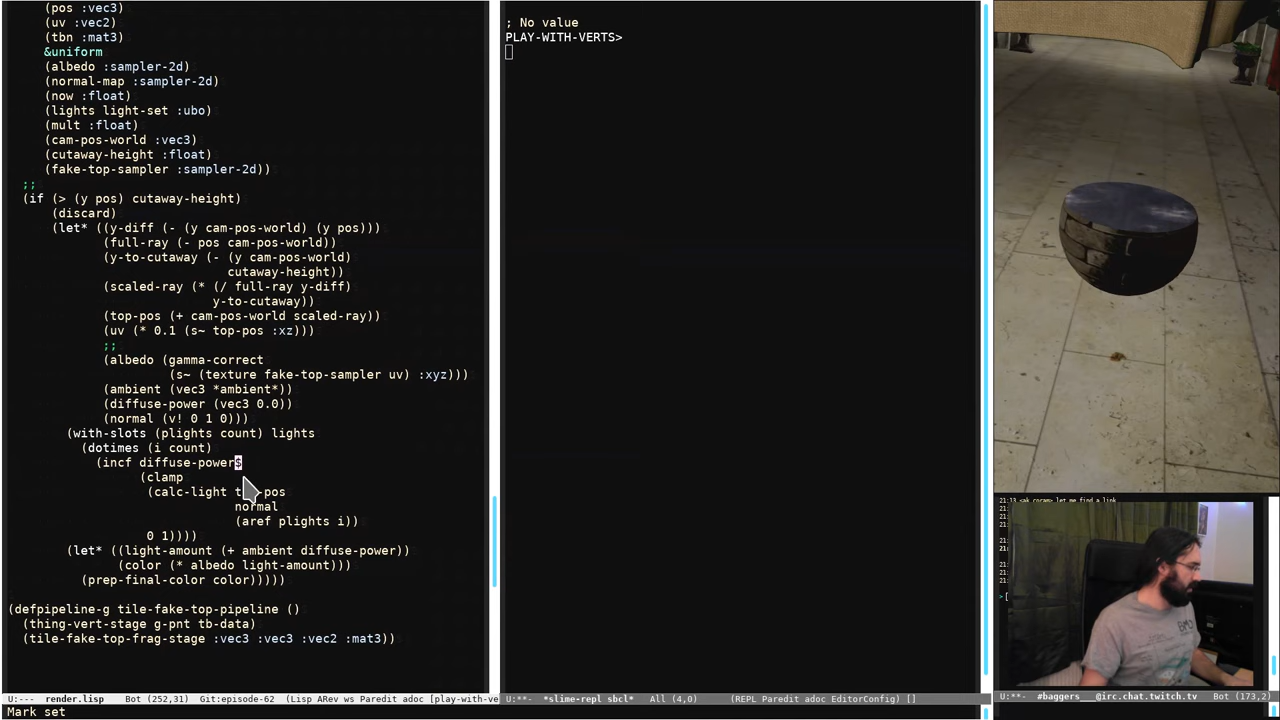 (pos :vec3)
(uv :vec2)
(tbn :mat3)
&uniform
(albedo :sampler-2d)
(normal-map :sampler-2d)
(now :float)
(lights light-set :ubo)
(mult :float)
(cam-pos-world :vec3)
(cutaway-height :float)
(fake-top-sampler :sampler-2d))
;;
(if (> (y pos) cutaway-height)
(discard)
(let* ((y-diff (- (y cam-pos-world) (y pos)))
(full-ray (- pos cam-pos-world))
(y-to-cutaway (- (y cam-pos-world)
cutaway-height))
(scaled-ray (* (/ full-ray y-diff)
y-to-cutaway))
(top-pos (+ cam-pos-world scaled-ray))
(uv (* 0.1 (s~ top-pos :xz)))
;;
(albedo (gamma-correct
(s~ (texture fake-top-sampler uv) :xyz)))
(ambient (vec3 *ambient*))
(diffuse-power (vec3 0.0))
(normal (v! 0 1 0)))
(with-slots (plights count) lights
(dotimes (i count)
(incf diffuse-power$
(clamp
(calc-light t pos
normal
(aref plights i))
0 1))))
(let* ((light-amount (+ ambient diffuse-power))
(color (* albedo light-amount)))
(prep-final-color color)))))
(defpipeline-g tile-fake-top-pipeline ()
(thing-vert-stage g-pnt tb-data)
(tile-fake-top-frag-stage :vec3 :vec3 :vec2 :mat3))
U:--- render.lisp Bot (252,31) Git:episode-62 (Lisp ARev ws Paredit adoc [play-with-ve
Mark set
; No value
PLAY-WITH-VERTS>
U:**- *slime-repl sbcl* All (4,0) (REPL Paredit adoc EditorConfig) []
21:13 <ak_coram> let me find a link
U:**- #baggers__@irc.chat.twitch.tv Bot (173,2)